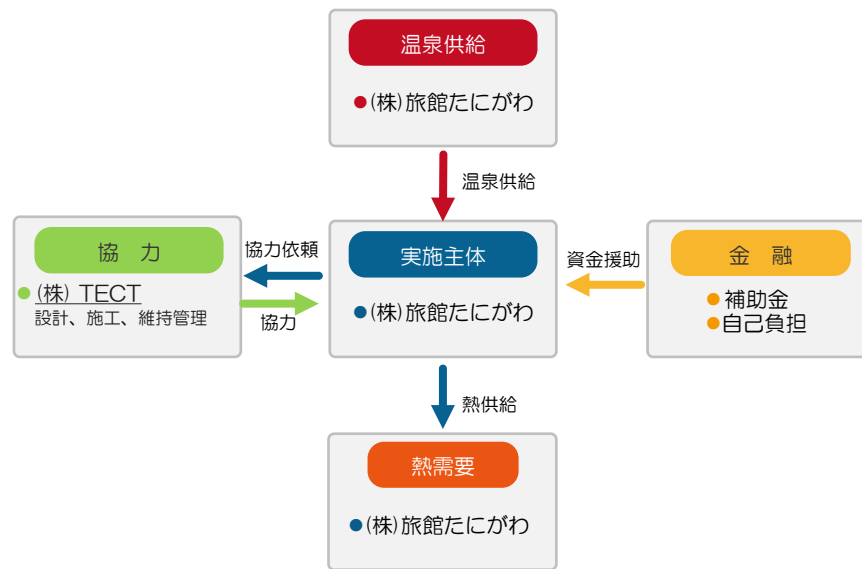 温泉供給
●(株)旅館たにがわ
温泉供給
協　力
●(株) TECT
設計、施工、維持管理
協力依頼
協力
実施主体
●(株)旅館たにがわ
資金援助
金　融
●補助金
●自己負担
熱供給
熱需要
●(株)旅館たにがわ